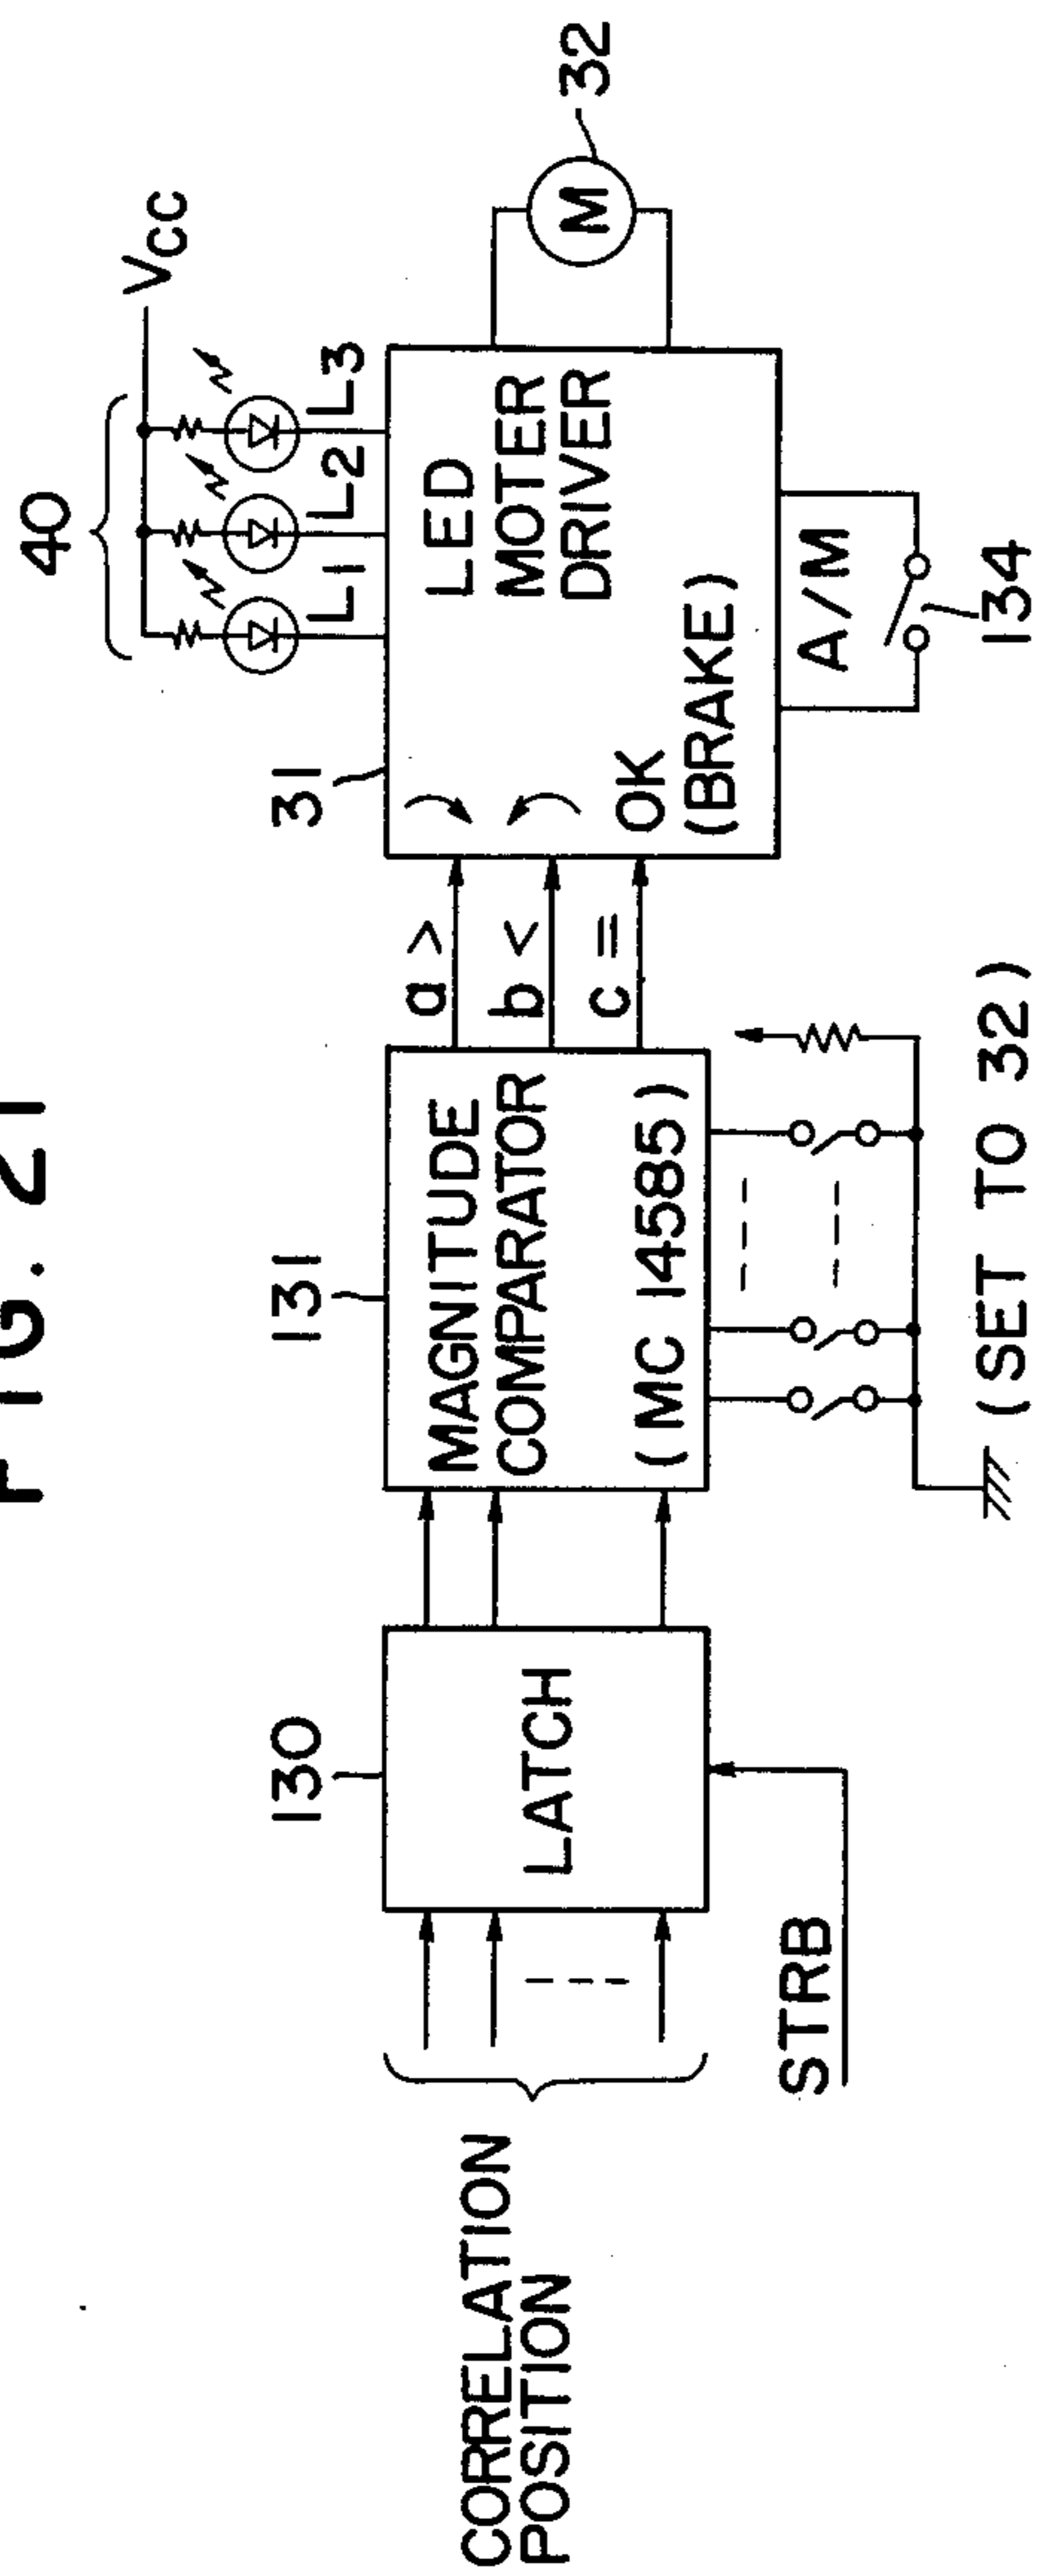 FIG. 21
40
VCC
130
131
31
L1
L2
L3
32
CORRELATION
POSITION
LATCH
STRB
MAGNITUDE
COMPARATOR
(MC 14585)
(SET TO 32)
a >
b <
c =
LED
MOTER
DRIVER
OK
(BRAKE)
M
A/M
134